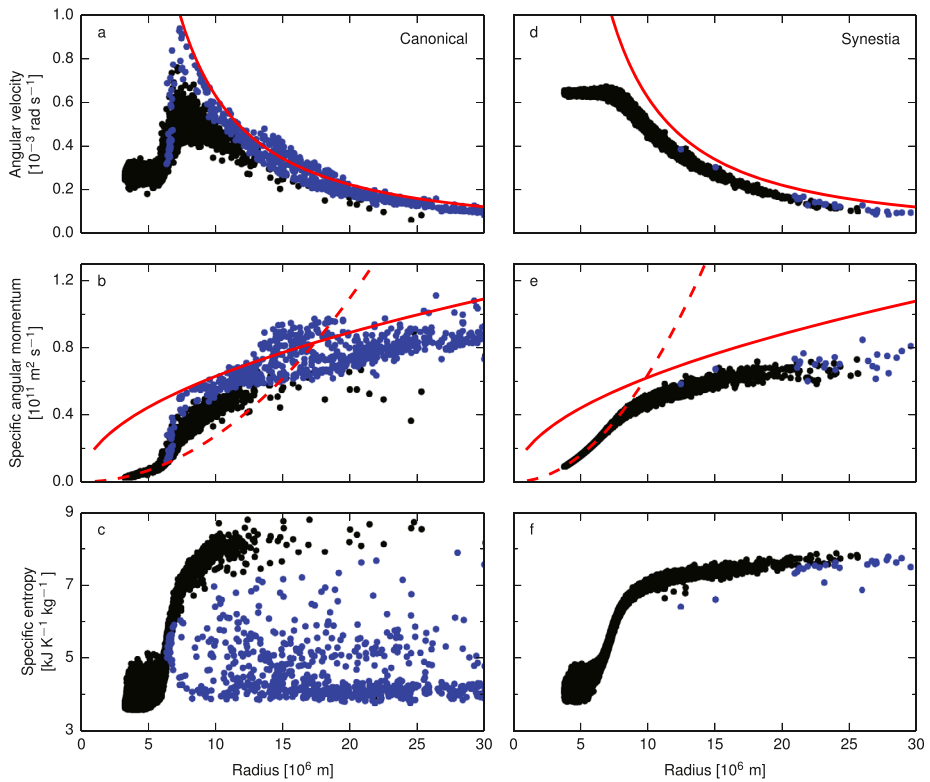 a
Canonical
d
Synestia
1.0
0.8
0.6
0.4
0.2
0.0
Angular velocity
[10⁻³ rad s⁻¹]
b
e
1.2
0.8
0.4
0.0
Specific angular momentum
[10¹¹ m² s⁻¹]
c
f
9
7
5
3
Specific entropy
[kJ K⁻¹ kg⁻¹]
0 5 10 15 20 25 30
0 5 10 15 20 25 30
Radius [10⁶ m]
Radius [10⁶ m]